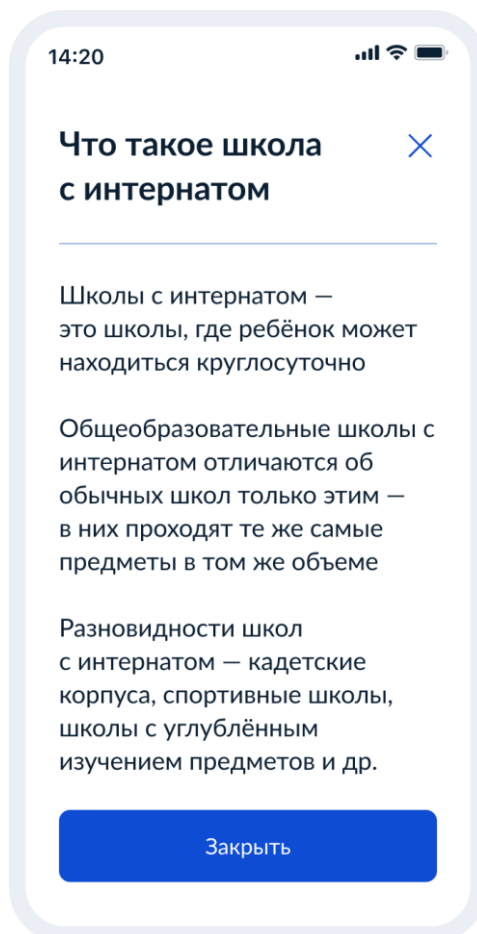 14:20
Что такое школа
с интернатом
Школы с интернатом —
это школы, где ребёнок может
находиться круглосуточно
Общеобразовательные школы с
интернатом отличаются об
обычных школ только этим —
в них проходят те же самые
предметы в том же объеме
Разновидности школ
с интернатом — кадетские
корпуса, спортивные школы,
школы с углублённым
изучением предметов и др.
Закрыть